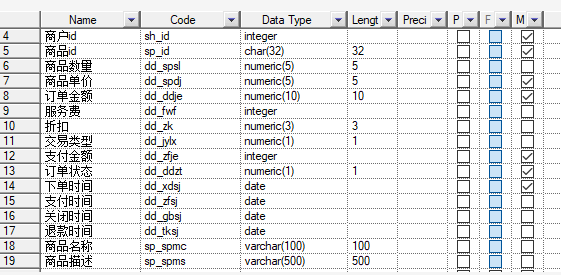 Name Code Data Type Lengt Preci P F M
4 商户id sh_id integer
5 商品id sp_id char(32) 32
6 商品数量 dd_spsl numeric(5) 5
7 商品单价 dd_spdj numeric(5) 5
8 订单金额 dd_ddje numeric(10) 10
9 服务费 dd_fwf integer
10 折扣 dd_zk numeric(3) 3
11 交易类型 dd_jylx numeric(1) 1
12 支付金额 dd_zfje integer
13 订单状态 dd_ddzt numeric(1) 1
14 下单时间 dd_xdsj date
15 支付时间 dd_zfsj date
16 关闭时间 dd_gbsj date
17 退款时间 dd_tksj date
18 商品名称 sp_spmc varchar(100) 100
19 商品描述 sp_spms varchar(500) 500